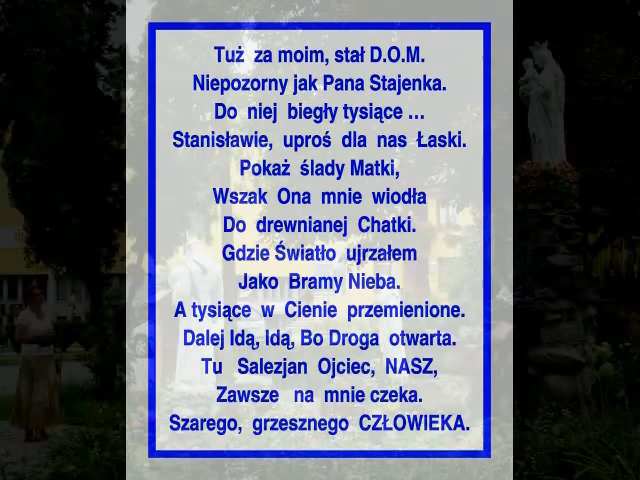 Tuż za moim, stał D.O.M.
Niepozorny jak Pana Stajenka.
Do niej biegły tysiące ...
Stanisławie, uproś dla nas Łaski.
Pokaż ślady Matki,
Wszak Ona mnie wiodła
Do drewnianej Chatki.
Gdzie Światło ujrzałem
Jako Bramy Nieba.
A tysiące w Cienie przemienione.
Dalej Idą, Idą, Bo Droga otwarta.
Tu Salezjan Ojciec, NASZ,
Zawsze na mnie czeka.
Szarego, grzesznego CZŁOWIEKA.